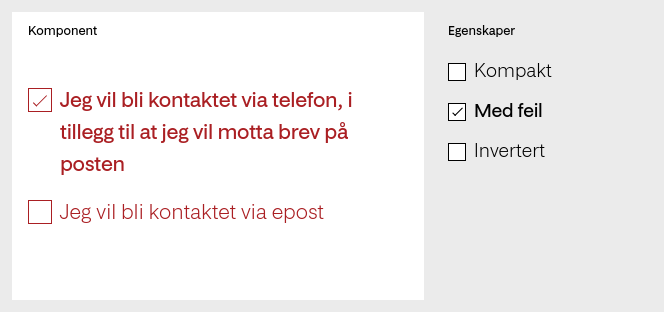 Komponent
Jeg vil bli kontaktet via telefon, i
tillegg til at jeg vil motta brev på
posten
Jeg vil bli kontaktet via epost
Egenskaper
Kompakt
Med feil
Invertert